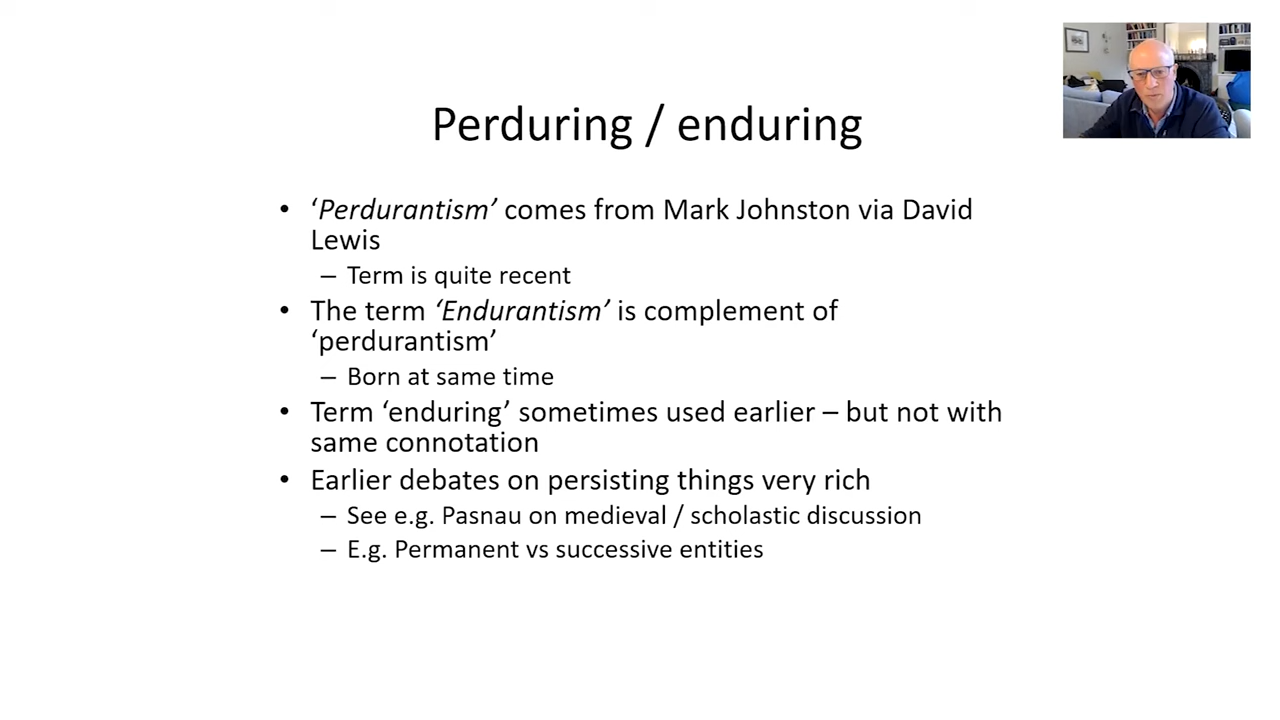 Perduring / enduring
• ‘Perdurantism’ comes from Mark Johnston via David
Lewis
– Term is quite recent
• The term ‘Endurantism’ is complement of
‘perdurantism’
– Born at same time
• Term ‘enduring’ sometimes used earlier – but not with
same connotation
• Earlier debates on persisting things very rich
– See e.g. Pasnau on medieval / scholastic discussion
– E.g. Permanent vs successive entities